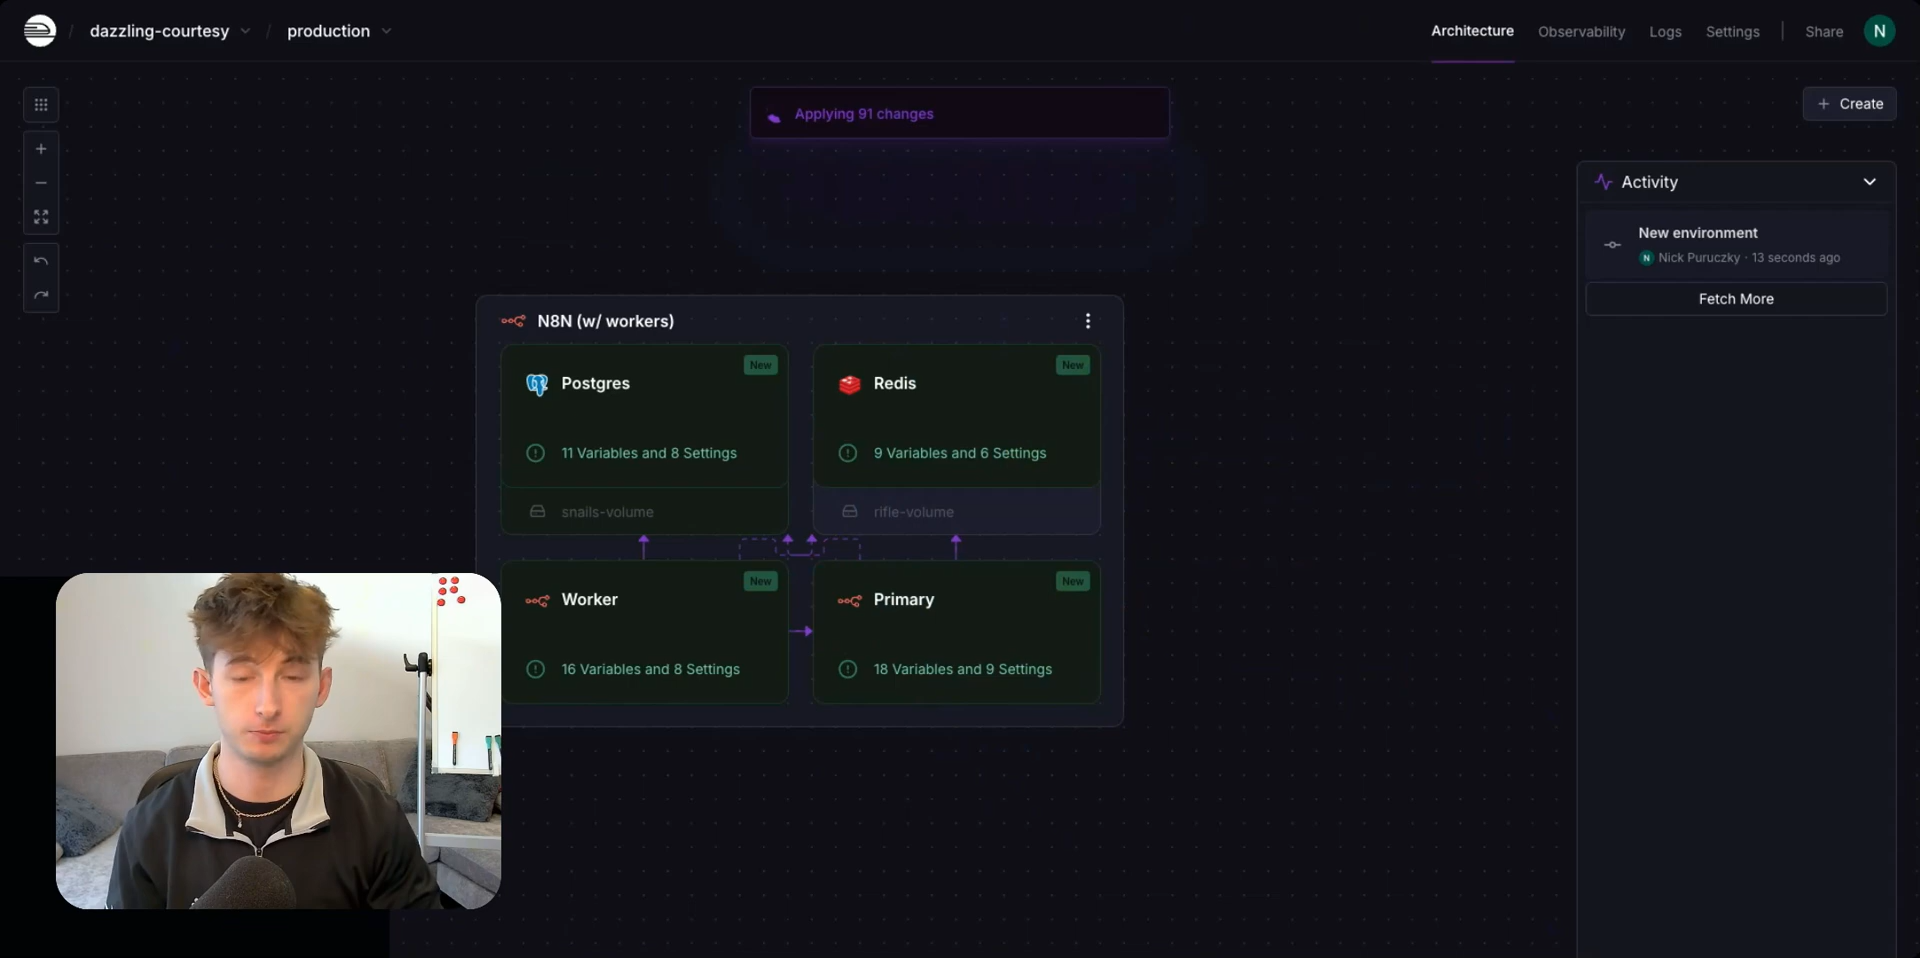 / dazzling-courtesy / production
Architecture Observability Logs Settings Share N
Applying 91 changes
+ Create
Activity
New environment
N Nick Puruczky · 13 seconds ago
Fetch More
N8N (w/ workers)
New
Postgres
11 Variables and 8 Settings
snails-volume
New
Redis
9 Variables and 6 Settings
rifle-volume
New
Worker
16 Variables and 8 Settings
New
Primary
18 Variables and 9 Settings